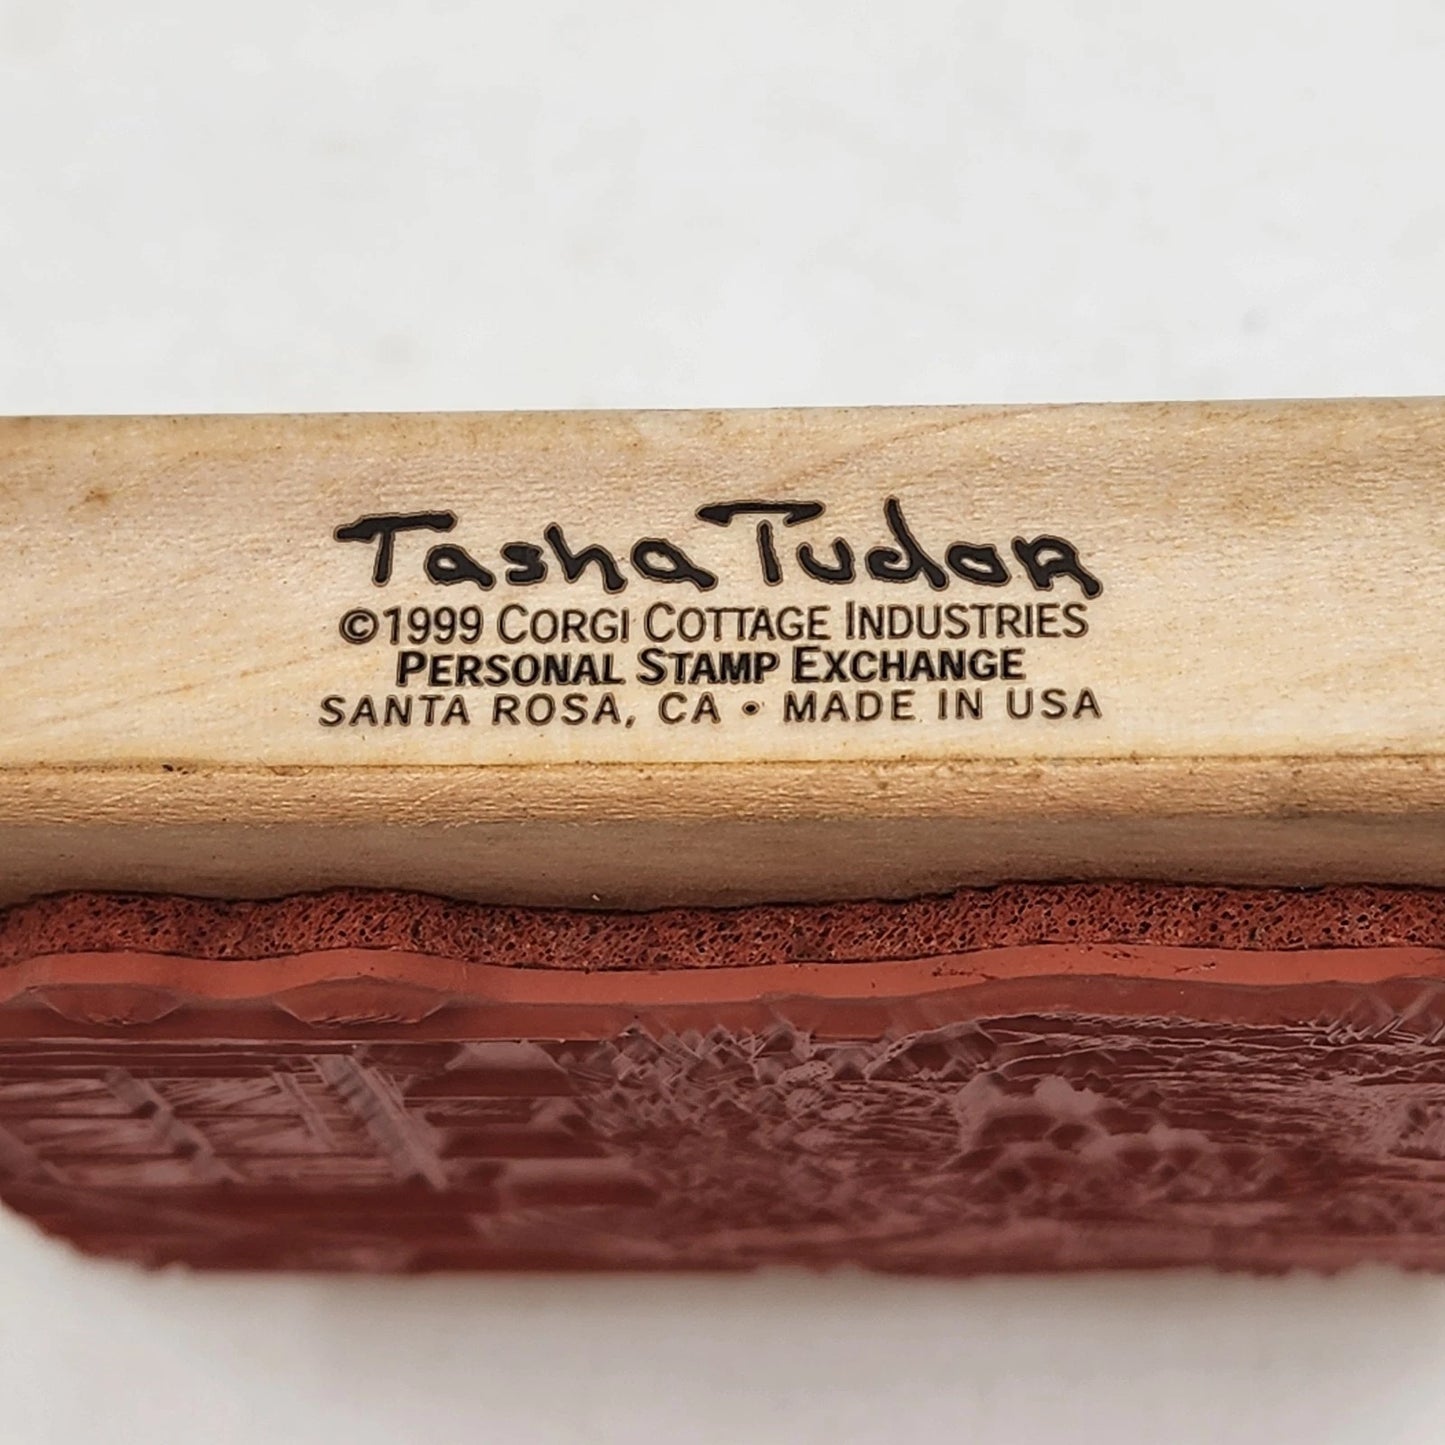 Tasha Tudor
©1999 CORGI COTTAGE INDUSTRIES
PERSONAL STAMP EXCHANGE
SANTA ROSA, CA • MADE IN USA